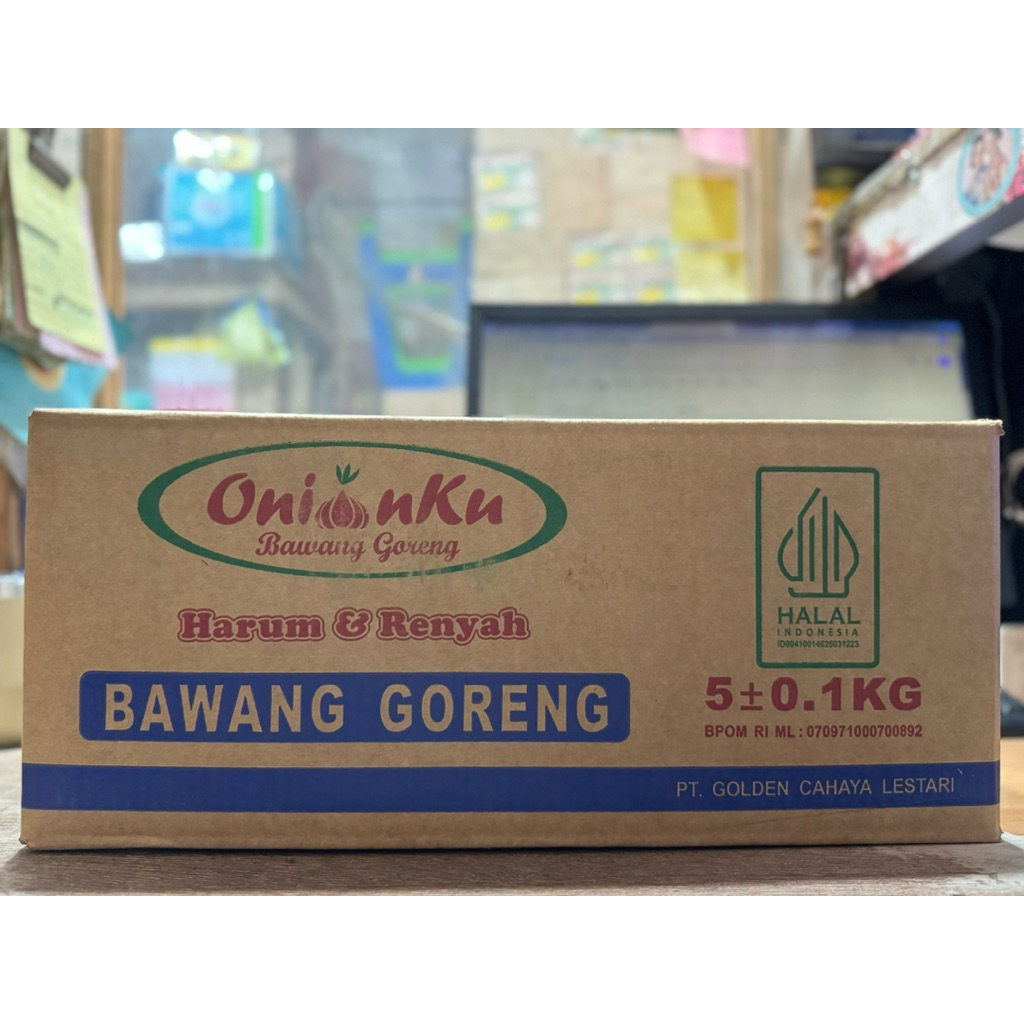 OnionKu
Bawang Goreng
Harum & Renyah
BAWANG GORENG
HALAL
INDONESIA
ID00410014620031223
5±0.1KG
BPOM RI ML : 070971000700892
PT. GOLDEN CAHAYA LESTARI